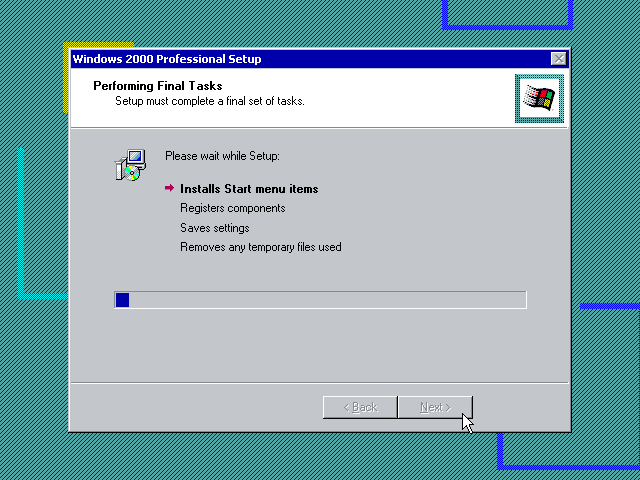 Windows 2000 Professional Setup
Performing Final Tasks
Setup must complete a final set of tasks.
Please wait while Setup:
Installs Start menu items
Registers components
Saves settings
Removes any temporary files used
< Back
Next >